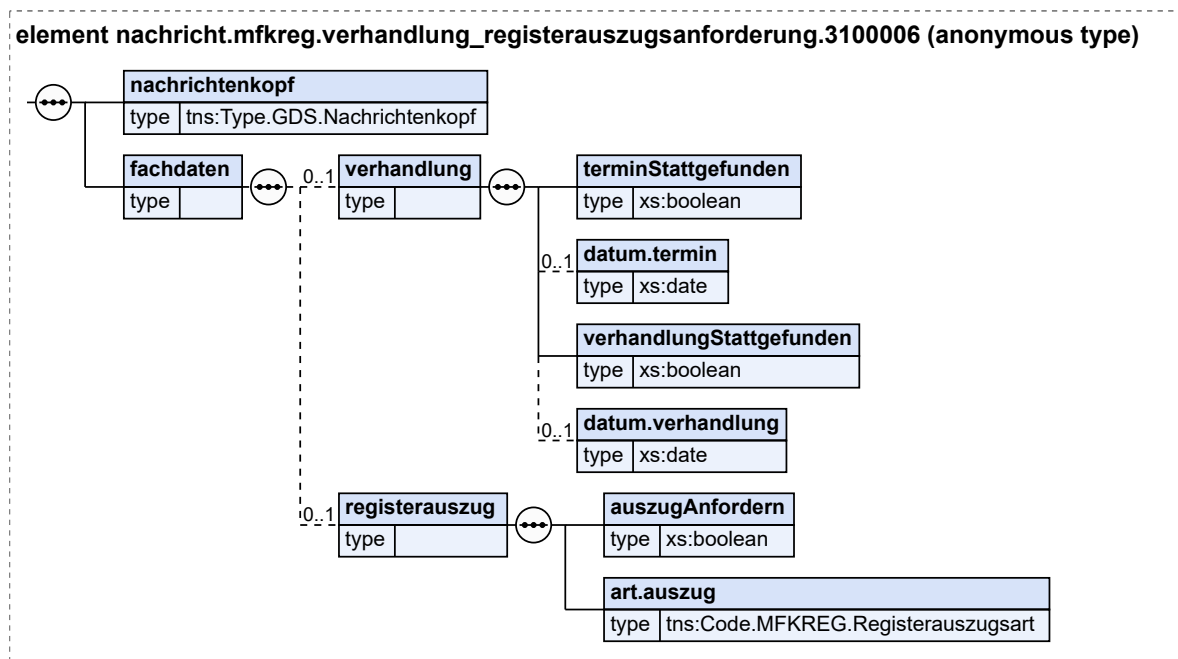 element nachricht.mfkreg.verhandlung_registerauszugsanforderung.3100006 (anonymous type)
nachrichtenkopf
type tns:Type.GDS.Nachrichtenkopf
fachdaten
type
0..1
verhandlung
type
terminStattgefunden
type xs:boolean
0..1
datum.termin
type xs:date
verhandlungStattgefunden
type xs:boolean
0..1
datum.verhandlung
type xs:date
0..1
registerauszug
type
auszugAnfordern
type xs:boolean
art.auszug
type tns:Code.MFKREG.Registerauszugsart